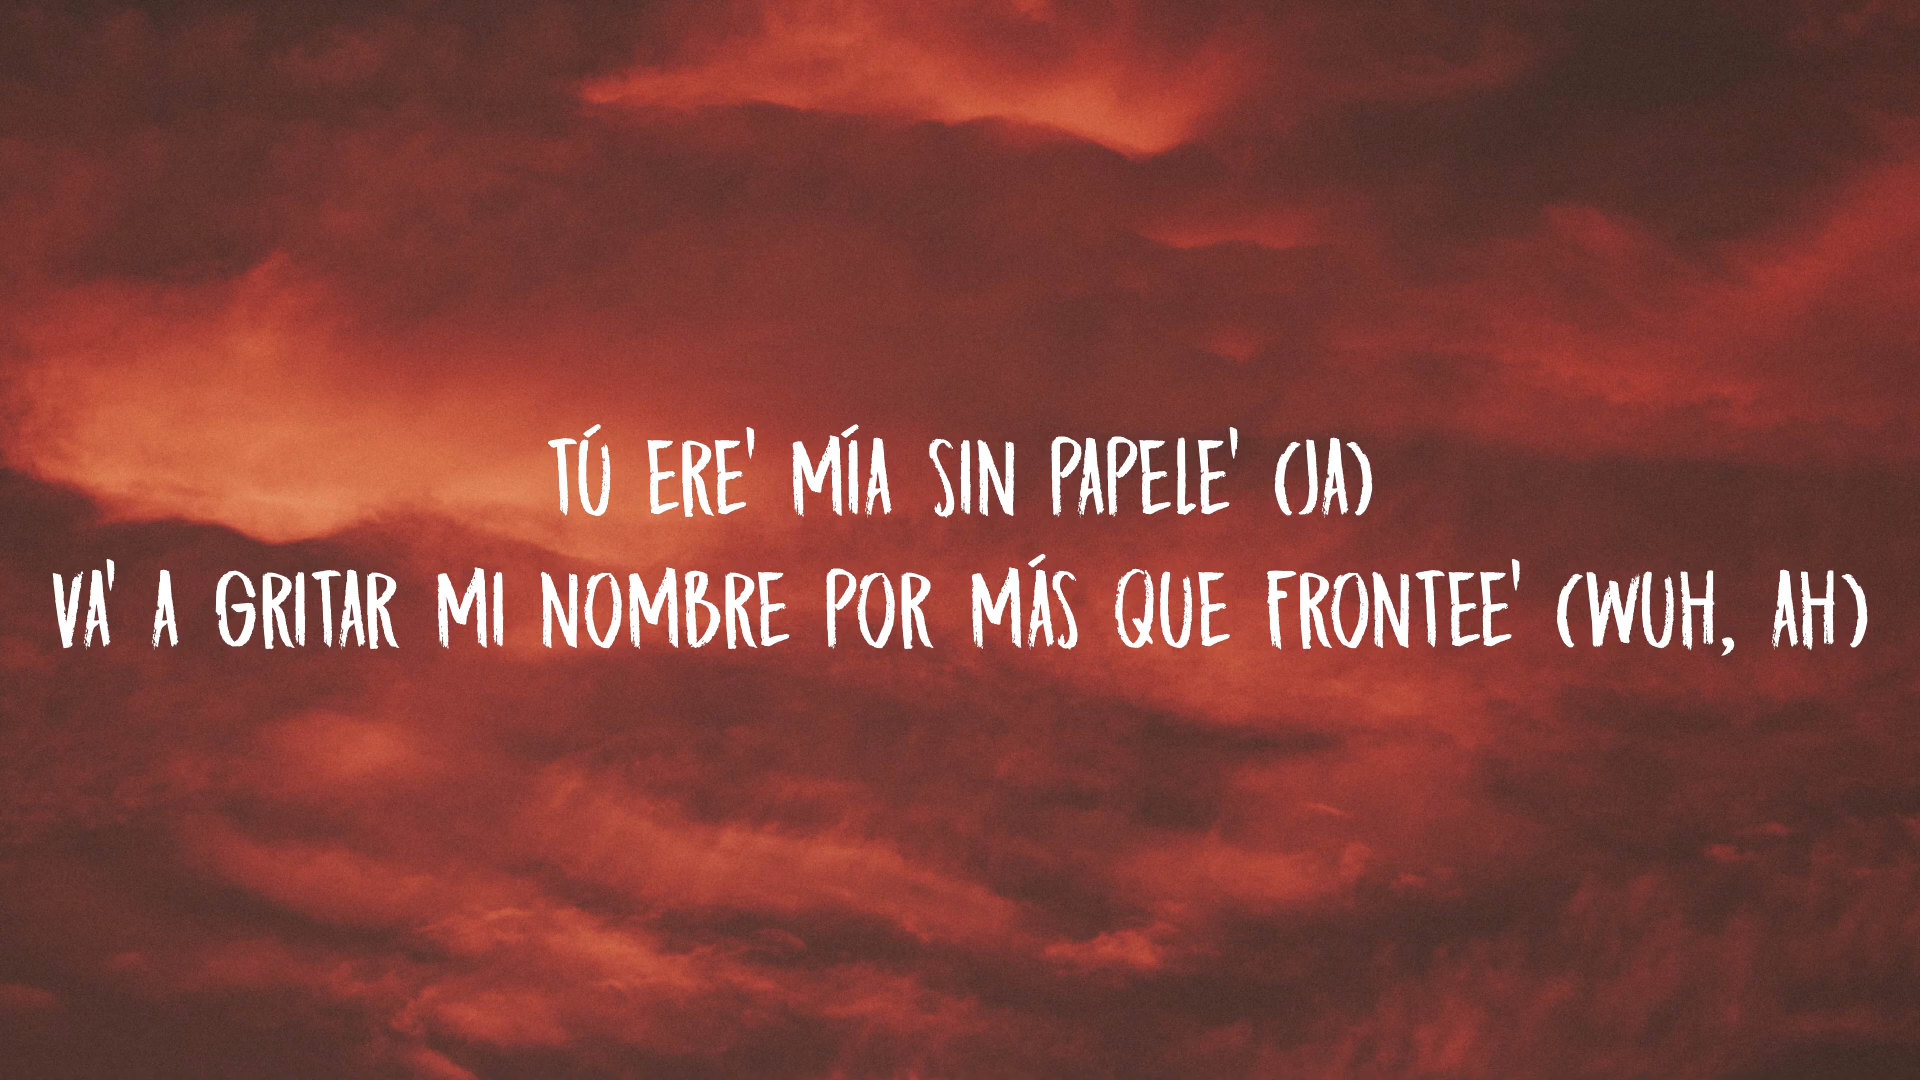 TÚ ERE' MÍA SIN PAPELE' (JA)
VA' A GRITAR MI NOMBRE POR MÁS QUE FRONTEE' (WUH, AH)